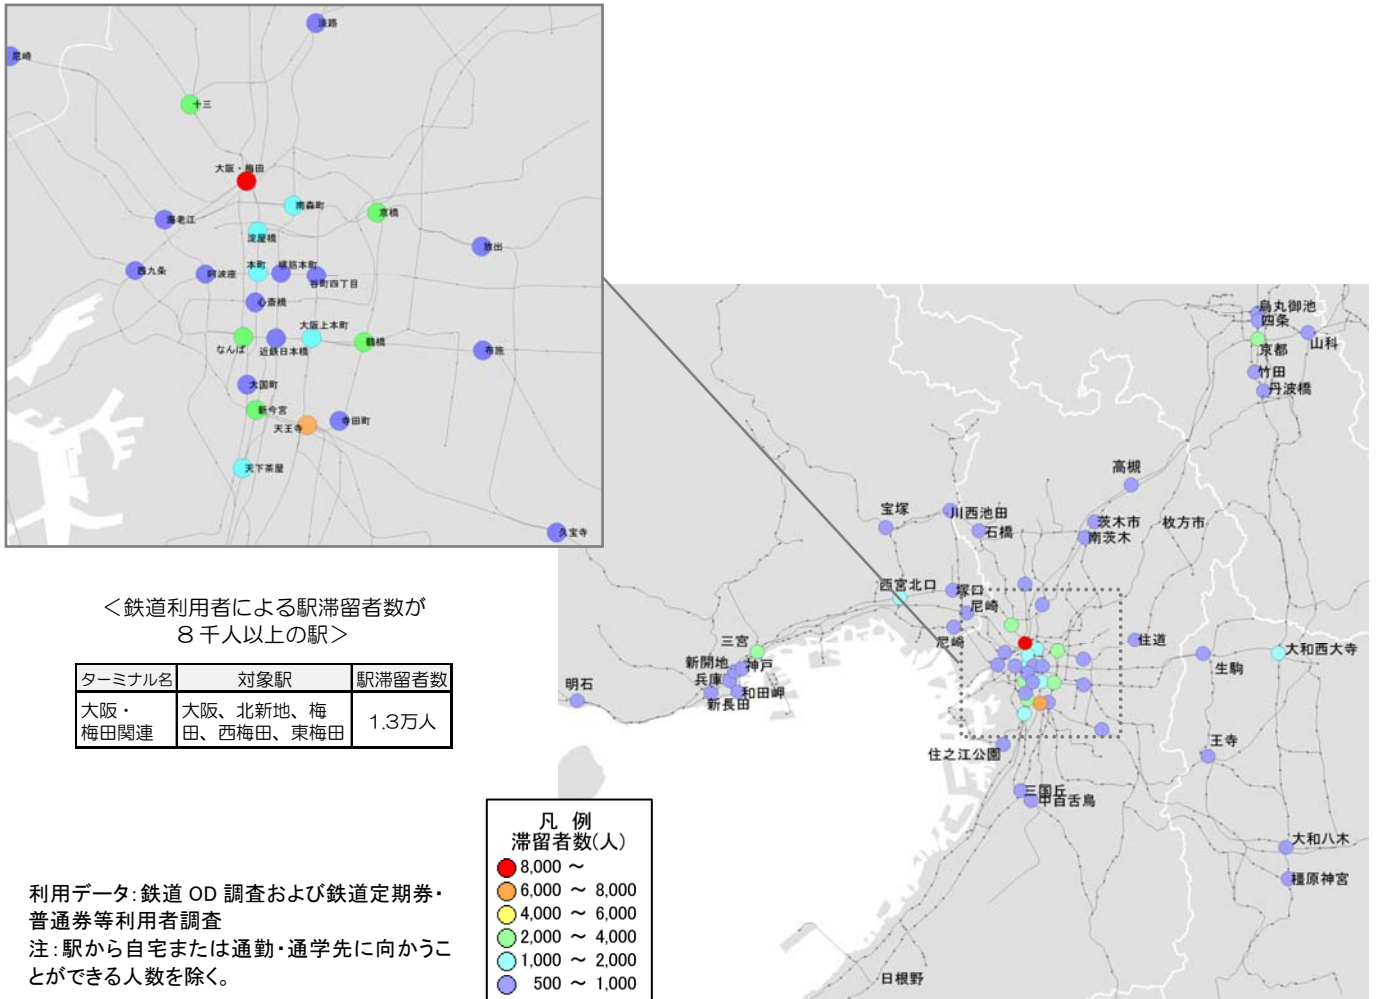 淡路
尼崎
十三
大阪・梅田
南森町
京橋
海老江
淀屋橋
放出
西九条
阿波座
本町
堺筋本町
谷町四丁目
心斎橋
大阪上本町
なんば
近鉄日本橋
鶴橋
布施
大国町
新今宮
天王寺
寺田町
天下茶屋
久宝寺
烏丸御池
四条
京都
山科
竹田
丹波橋
高槻
宝塚
川西池田
石橋
茨木市
枚方市
南茨木
西宮北口
塚口
尼崎
尼崎
住道
三宮
新開地
神戸
兵庫
和田岬
新長田
明石
生駒
大和西大寺
住之江公園
王寺
三国丘
中百舌鳥
大和八木
橿原神宮
日根野
＜鉄道利用者による駅滞留者数が
８千人以上の駅＞
ターミナル名 対象駅 駅滞留者数
大阪・
梅田関連
大阪、北新地、梅
田、西梅田、東梅田
1.3万人
凡 例
滞留者数(人)
8,000 ～
6,000 ～ 8,000
4,000 ～ 6,000
2,000 ～ 4,000
1,000 ～ 2,000
500 ～ 1,000
利用データ：鉄道 OD 調査および鉄道定期券・
普通券等利用者調査
注：駅から自宅または通勤・通学先に向かうこ
とができる人数を除く。